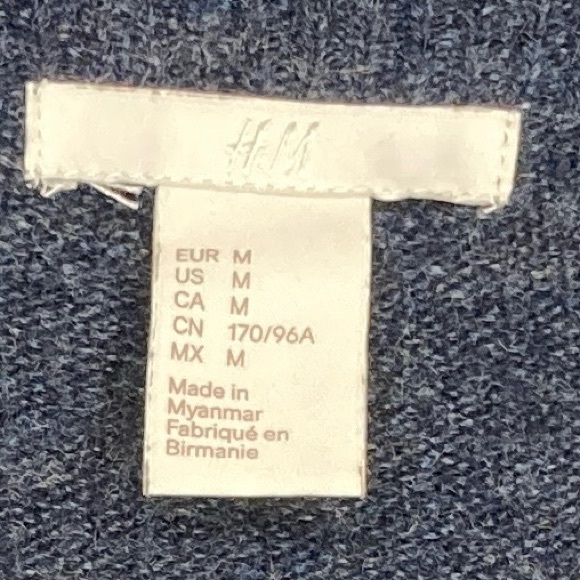 H&M
EUR M
US M
CA M
CN 170/96A
MX M
Made in
Myanmar
Fabriqué en
Birmanie